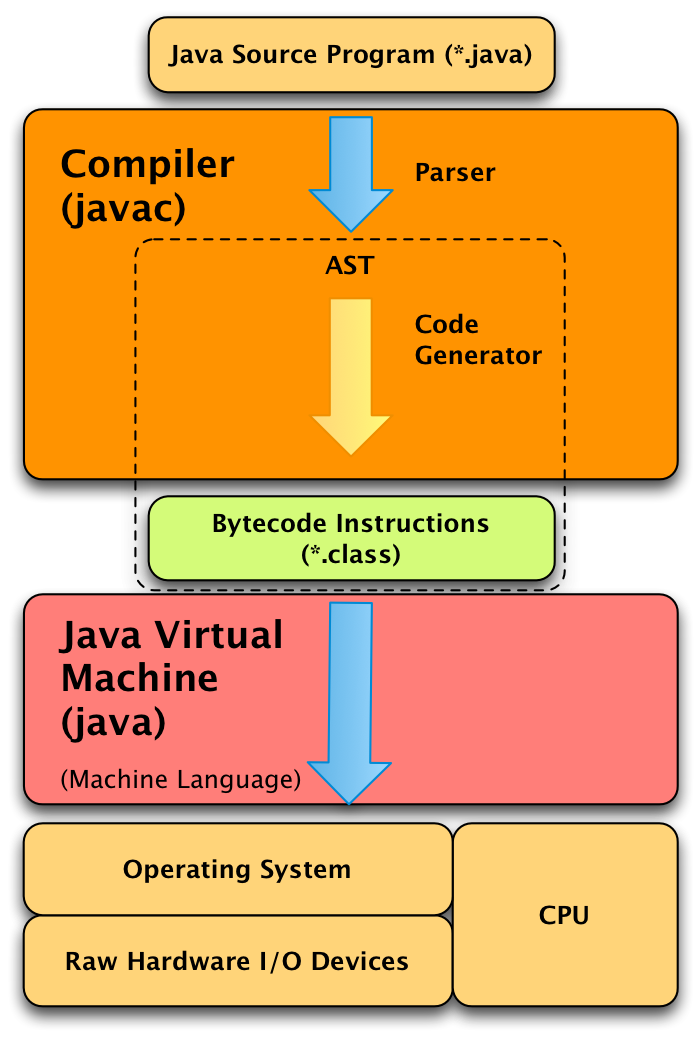 Java Source Program (*.java)
Compiler
(javac)
Parser
AST
Code
Generator
Bytecode Instructions
(*.class)
Java Virtual
Machine
(java)
(Machine Language)
Operating System
CPU
Raw Hardware I/O Devices